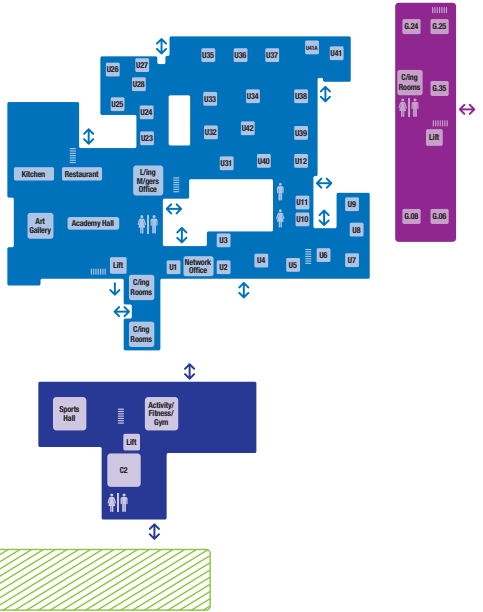 G.24
G.25
U35
U36
U37
U41A
U41
U27
U26
U28
C/ing
Rooms
G.35
U25
U24
U33
U34
U38
U23
U32
U42
U39
Lift
U31
U40
U12
Kitchen
Restaurant
L/ing
M/gers
Office
U11
U9
U10
G.08
G.06
Art
Gallery
Academy Hall
U8
U3
Lift
U1
Network
Office
U2
U4
U5
U6
U7
C/ing
Rooms
C/ing
Rooms
Sports
Hall
Activity/
Fitness/
Gym
Lift
C2